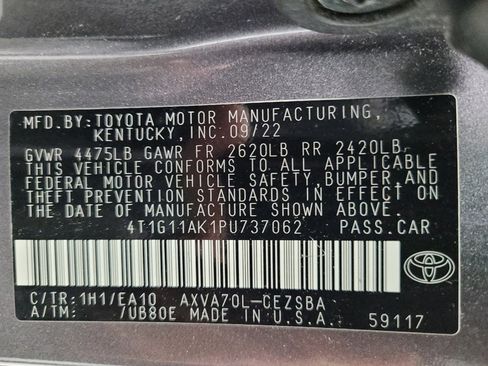 MFD.BY:TOYOTA MOTOR MANUFACTURING,
KENTUCKY,INC.09/22
GVWR 4475LB GAWR FR 2620LB RR 2420LB
THIS VEHICLE CONFORMS TO ALL APPLICABLE
FEDERAL MOTOR VEHICLE SAFETY,BUMPER,AND
THEFT PREVENTION STANDARDS IN EFFECT ON
THE DATE OF MANUFACTURE SHOWN ABOVE.
4T1G11AK1PU737062 PASS.CAR
C/TR:1H1/EA10 AXVA70L-CEZSBA
A/TM: /UB80E MADE IN U.S.A. 59117